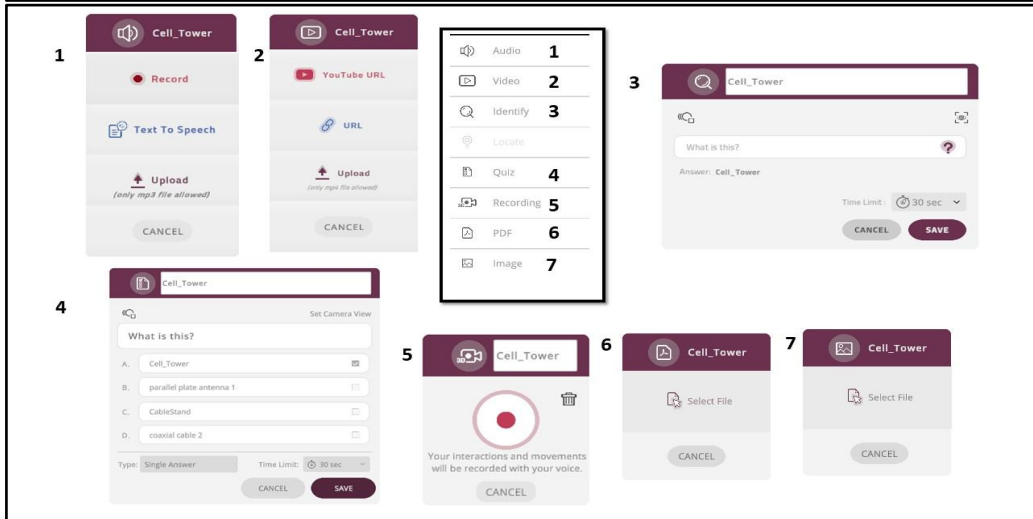 1
Cell_Tower
Record
Text To Speech
Upload
(only mp3 file allowed)
CANCEL
2
Cell_Tower
YouTube URL
URL
Upload
(only mp4 file allowed)
CANCEL
Audio 1
Video 2
Identify 3
Locate
Quiz 4
Recording 5
PDF 6
Image 7
3
Cell_Tower
What is this? ?
Answer: Cell_Tower
Time Limit: 30 sec
CANCEL SAVE
4
Cell_Tower
Set Camera View
What is this?
A. Cell_Tower
B. parallel plate antenna 1
C. CableStand
D. coaxial cable 2
Type: Single Answer Time Limit: 30 sec
CANCEL SAVE
5
3D
Cell_Tower
Your interactions and movements
will be recorded with your voice.
CANCEL
6
Cell_Tower
Select File
CANCEL
7
Cell_Tower
Select File
CANCEL